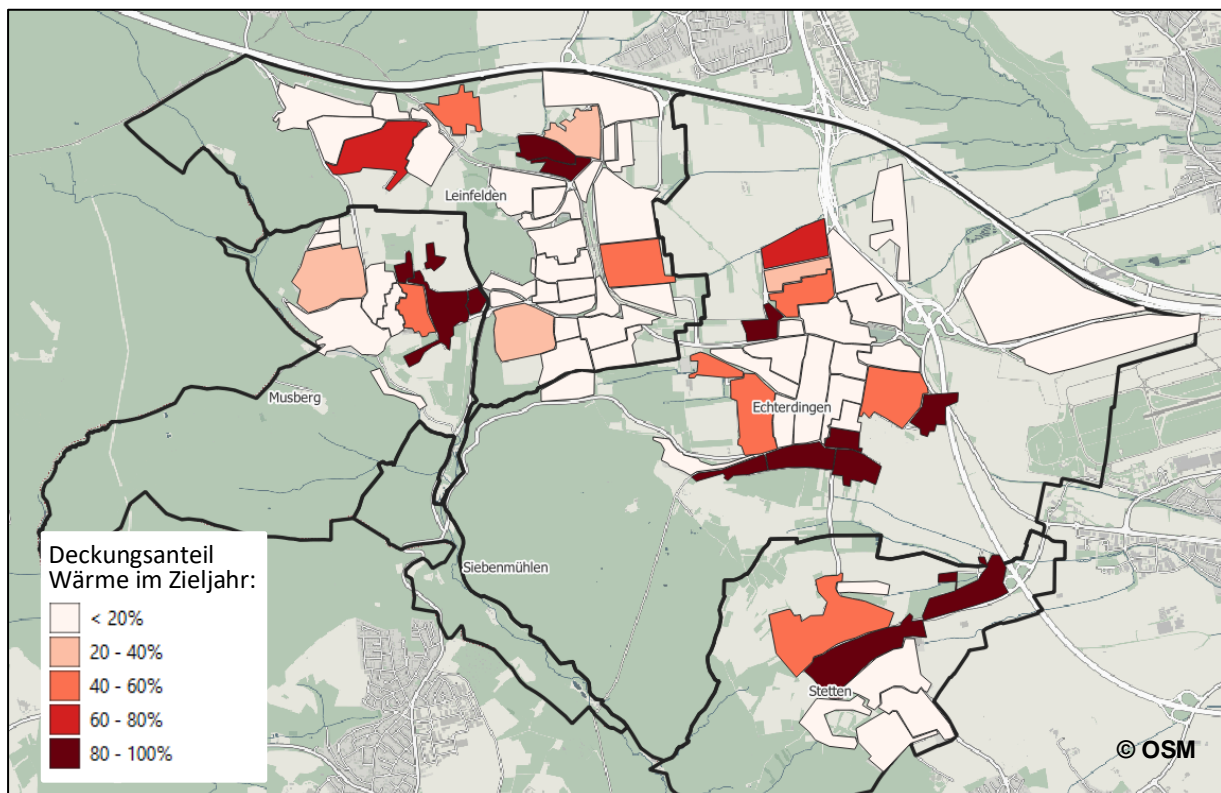 Leinfelden
Musberg
Echterdingen
Siebenmühlen
Stetten
Deckungsanteil
Wärme im Zieljahr:
< 20%
20 - 40%
40 - 60%
60 - 80%
80 - 100%
© OSM